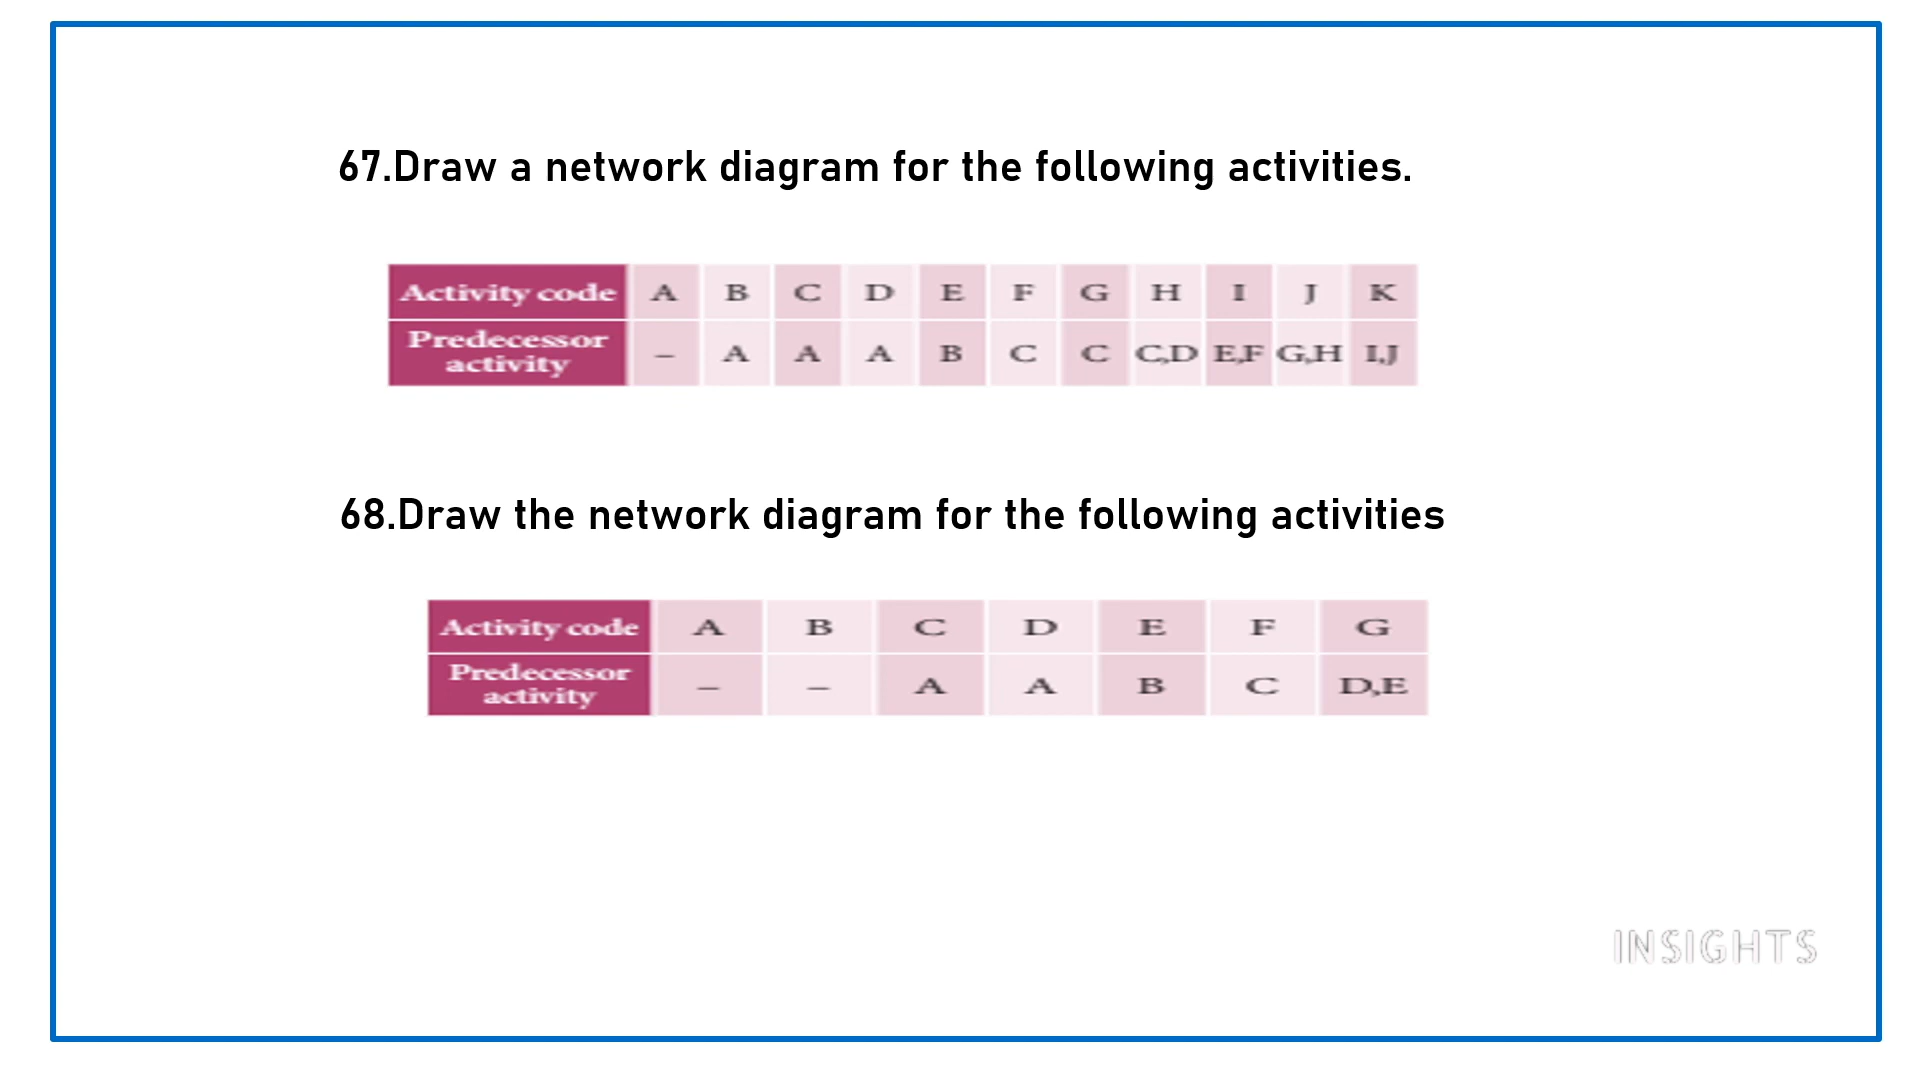 67.Draw a network diagram for the following activities.
Activity code A B C D E F G H I J K
Predecessor activity – A A A B C C C,D E,F G,H I,J
68.Draw the network diagram for the following activities
Activity code A B C D E F G
Predecessor activity – – A A B C D,E
INSIGHTS